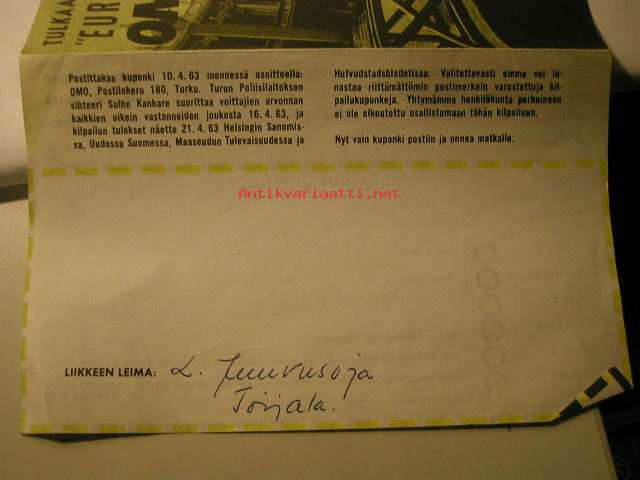 TULKAA
"EUR
OM
Postittakaa kuponki 10.4.63 mennessä osoitteella:
OMO, Postilokero 180, Turku. Turun Poliisilaitoksen
sihteeri Sulho Kankare suorittaa voittajien arvonnan
kaikkien oikein vastanneiden joukosta 16.4.63, ja
kilpailun tulokset näette 21.4.63 Helsingin Sanomis-
sa, Uudessa Suomessa, Maaseudun Tulevaisuudessa ja
Hufvudstadsbladetissa. Valitettavasti emme voi lu-
nastaa riittämättömin postimerkein varustettuja kil-
pailukuponkeja. Yhtymämme henkilökunta perheineen
ei ole oikeutettu osallistumaan tähän kilpailuun.
Nyt vain kuponki postiin ja onnea matkalle.
Antikvariaatti.net
LIIKKEEN LEIMA: L. Juuvusoja
Torjala.